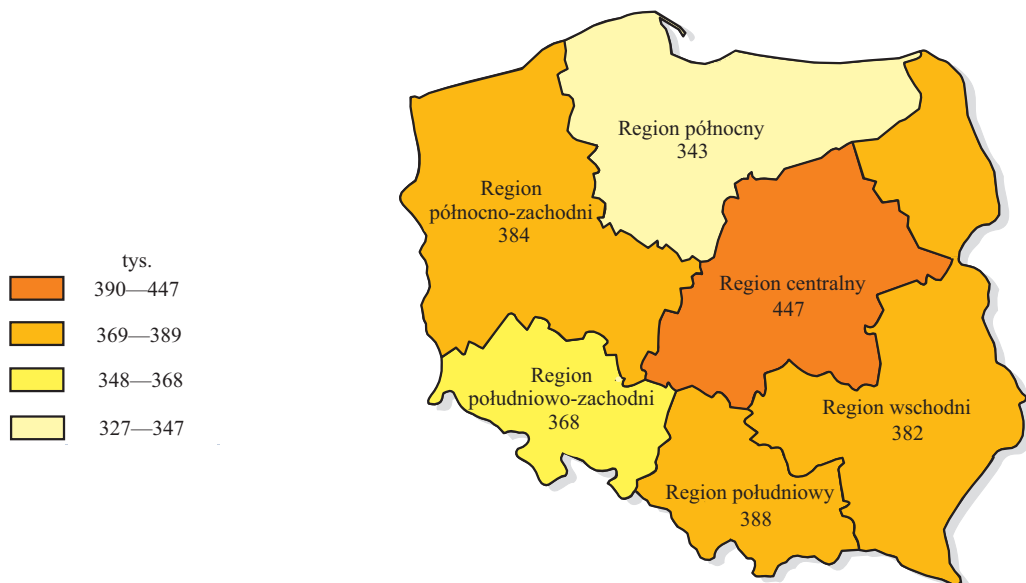 tys.
390—447
369—389
348—368
327—347
Region północny
343
Region
północno-zachodni
384
Region centralny
447
Region
południowo-zachodni
368
Region wschodni
382
Region południowy
388